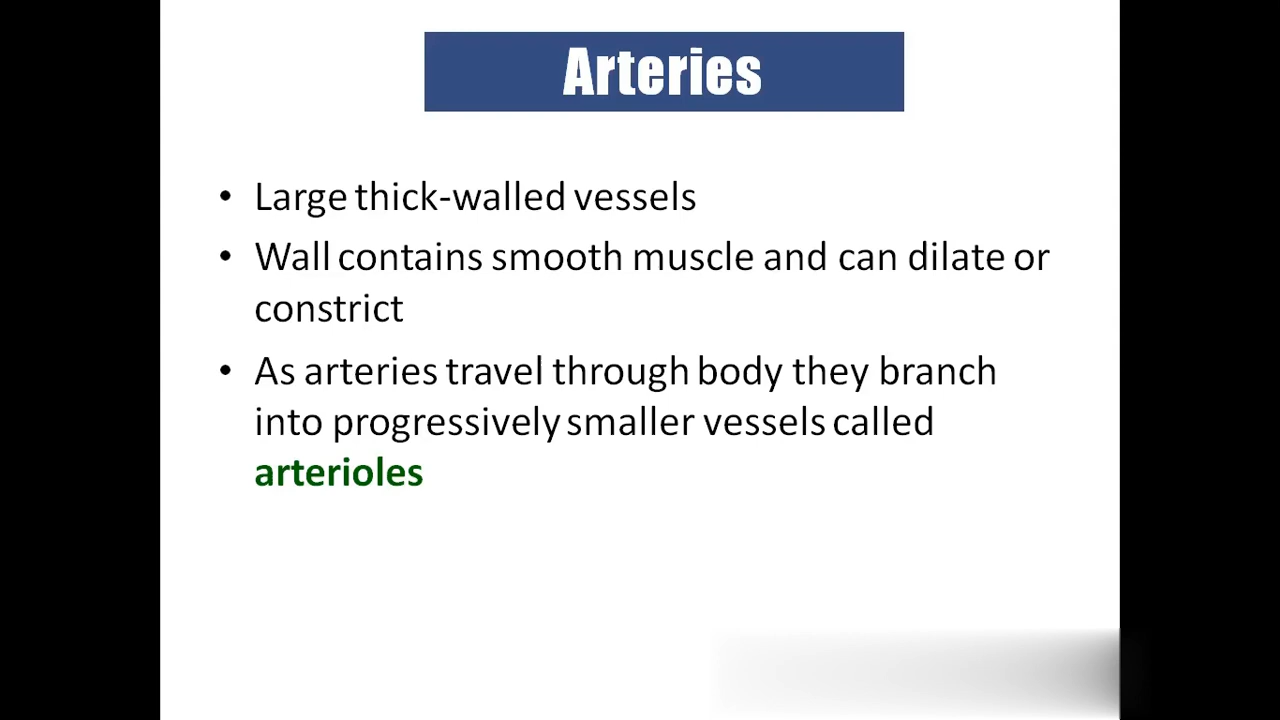 Arteries
• Large thick-walled vessels
• Wall contains smooth muscle and can dilate or
constrict
• As arteries travel through body they branch
into progressively smaller vessels called
arterioles